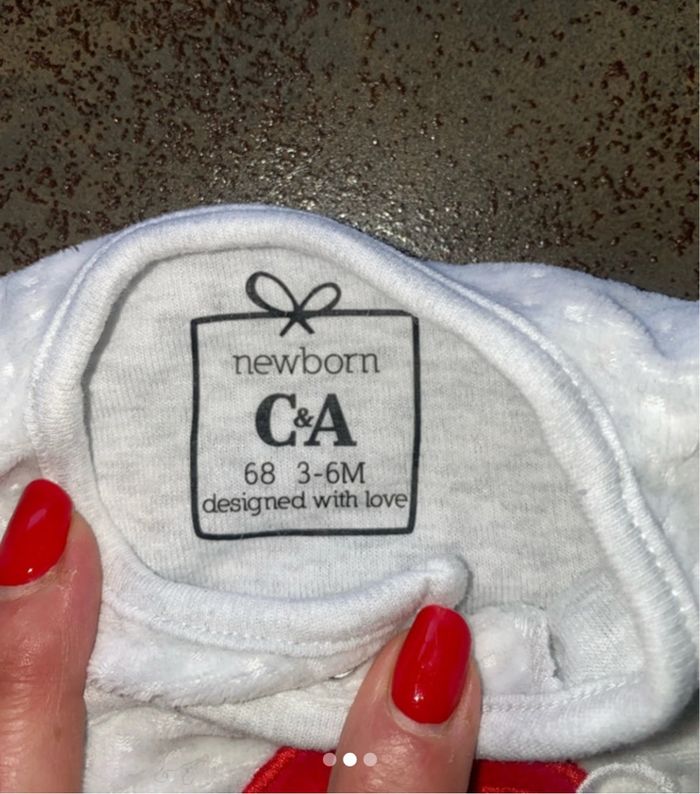 newborn
C&A
68 3-6M
designed with love